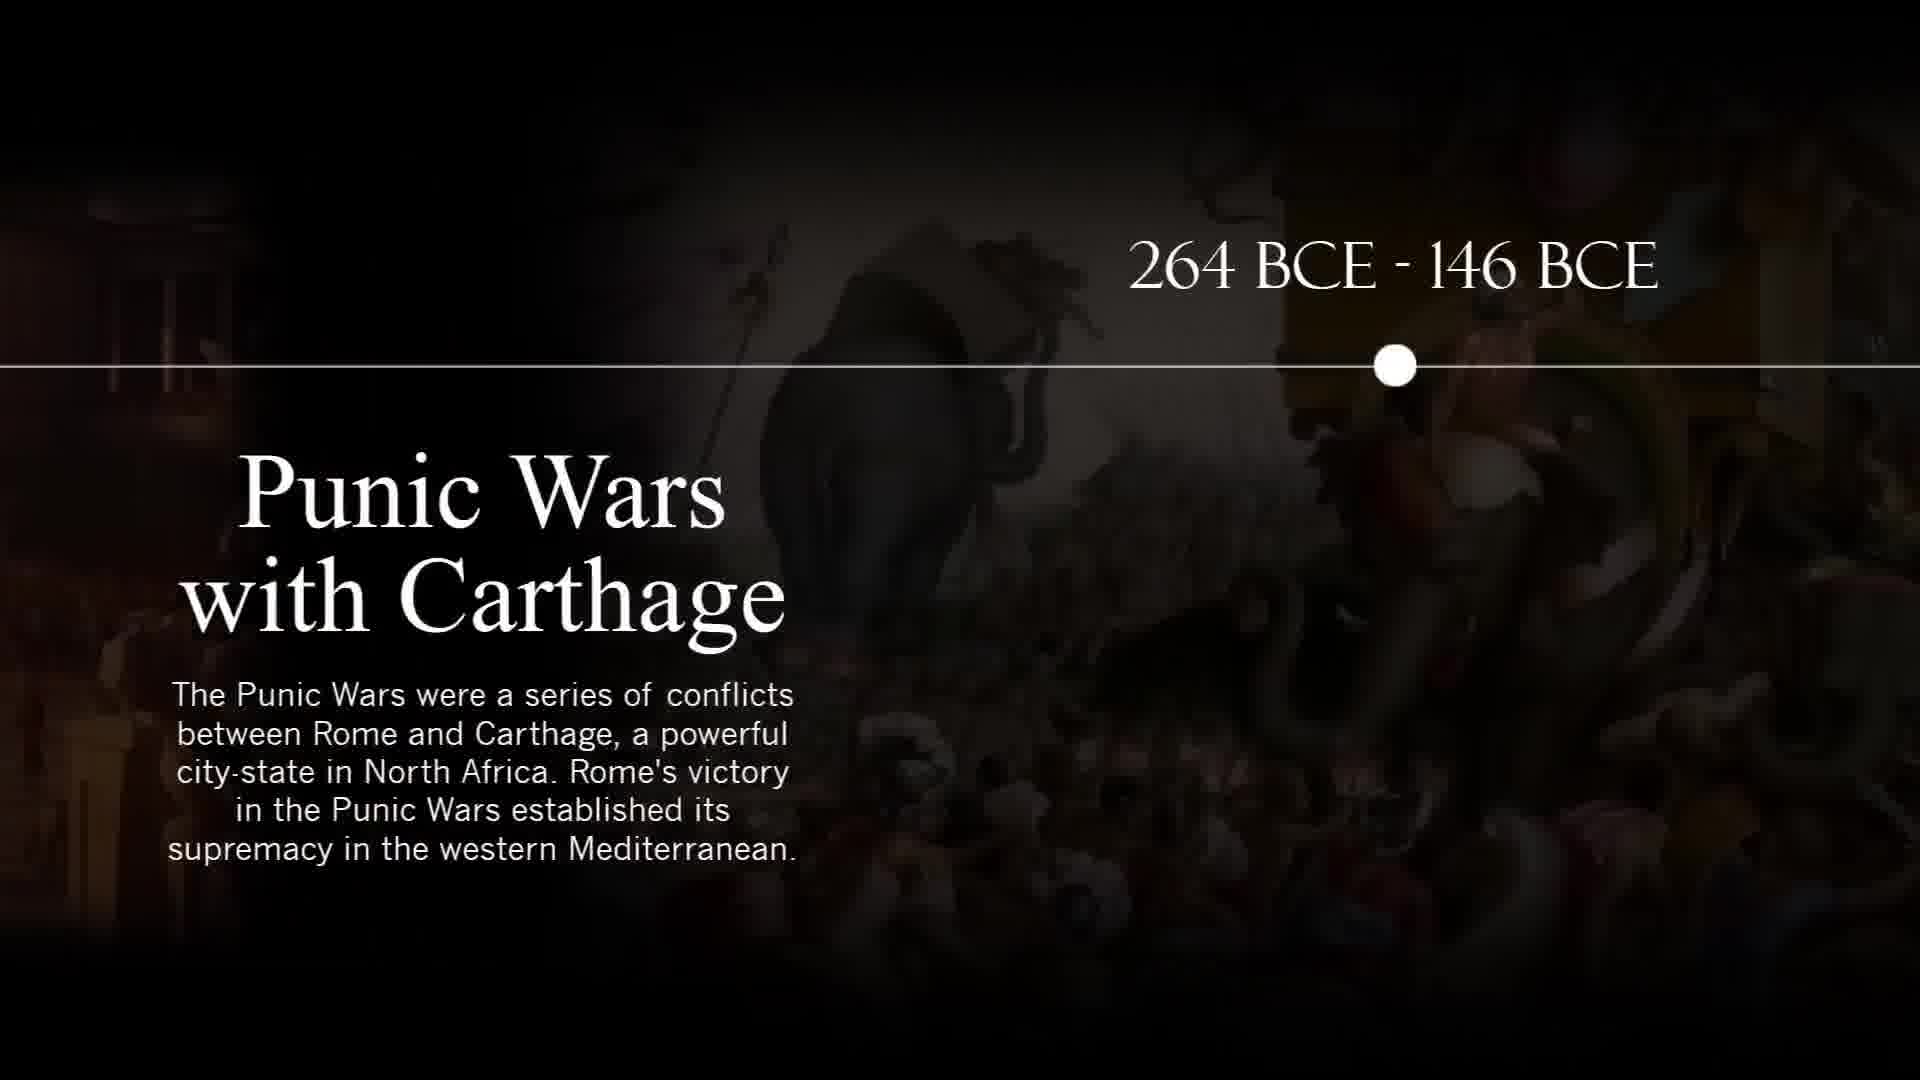 264 BCE - 146 BCE
Punic Wars
with Carthage
The Punic Wars were a series of conflicts
between Rome and Carthage, a powerful
city-state in North Africa. Rome's victory
in the Punic Wars established its
supremacy in the western Mediterranean.